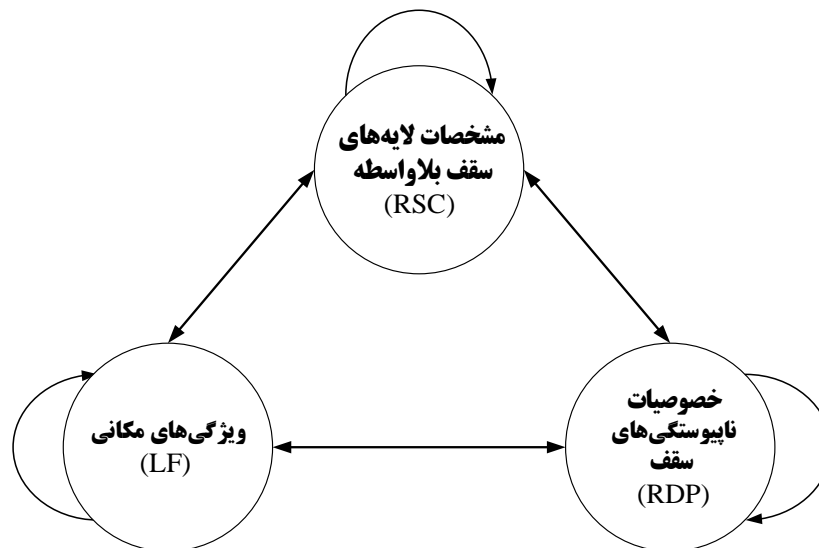 مشخصات لایه‌های
سقف بلاواسطه
(RSC)
خصوصیات
ناپیوستگی‌های
سقف
(RDP)
ویژگی‌های مکانی
(LF)